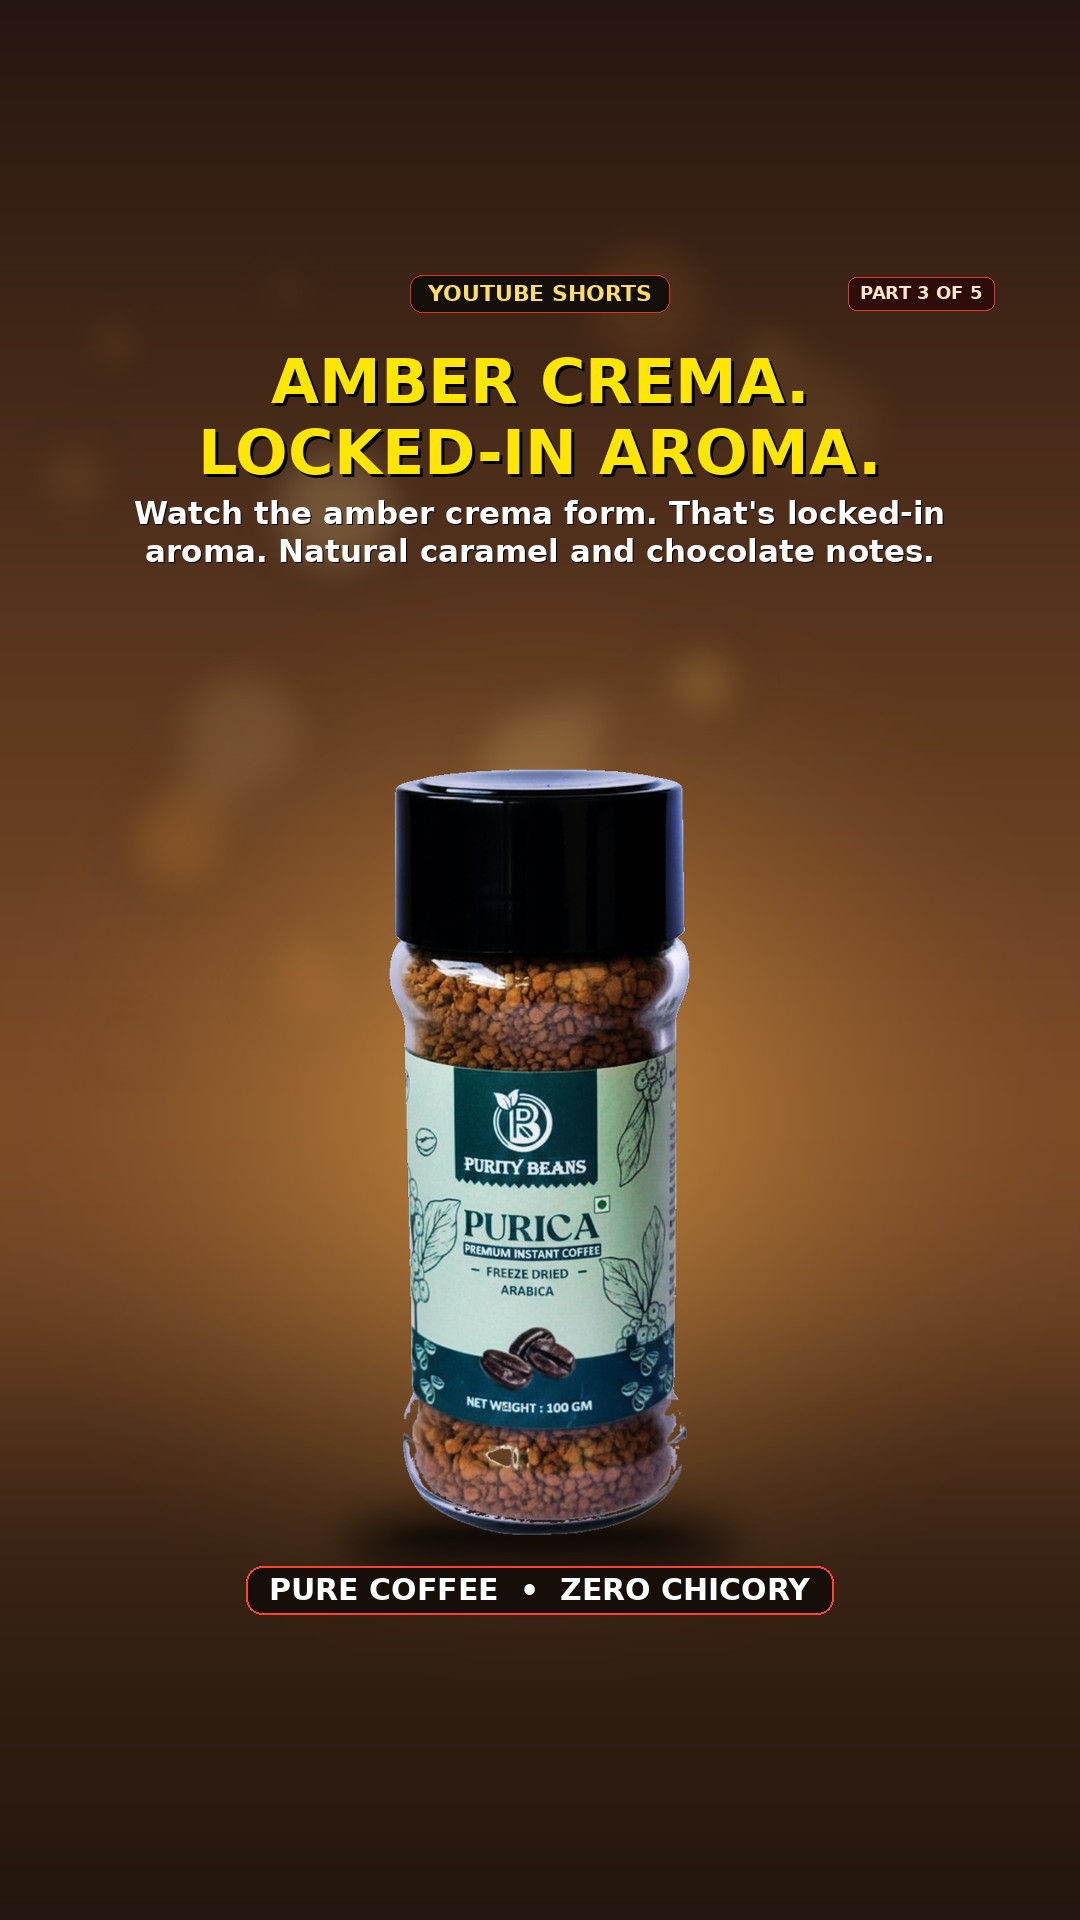 YOUTUBE SHORTS
PART 3 OF 5
AMBER CREMA.
LOCKED-IN AROMA.
Watch the amber crema form. That's locked-in
aroma. Natural caramel and chocolate notes.
PURITY BEANS
PURICA
PREMIUM INSTANT COFFEE
– FREEZE DRIED –
ARABICA
NET WEIGHT : 100 GM
PURE COFFEE • ZERO CHICORY